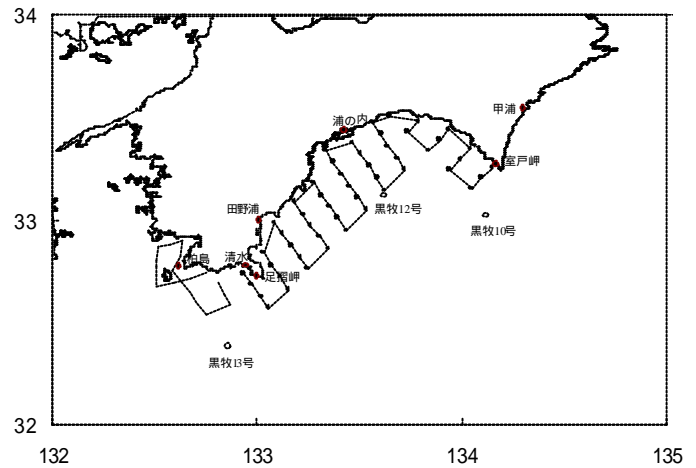 34
甲浦
浦の内
室戸岬
黒牧12号
田野浦
黒牧10号
33
柏島
清水
足摺岬
黒牧13号
32
132
133
134
135